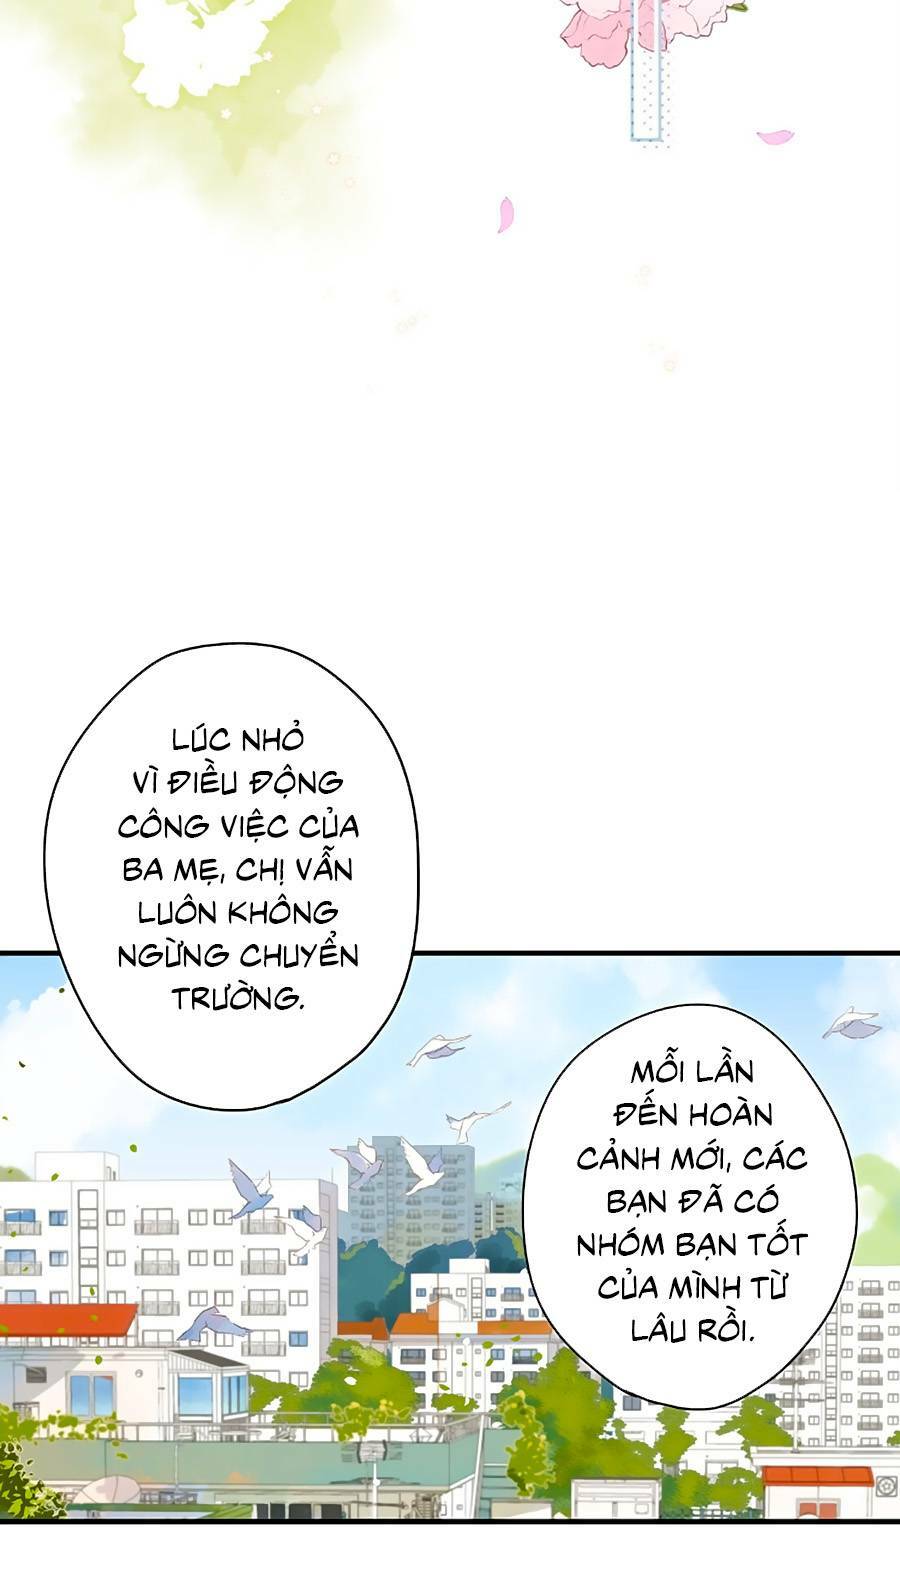 LÚC NHỎ
VÌ ĐIỀU ĐỘNG
CÔNG VIỆC CỦA
BA MẸ, CHỊ VẪN
LUÔN KHÔNG
NGỪNG CHUYỂN
TRƯỜNG.
MỖI LẦN
ĐẾN HOÀN
CẢNH MỚI, CÁC
BẠN ĐÃ CÓ
NHÓM BẠN TỐT
CỦA MÌNH TỪ
LÂU RỒI.